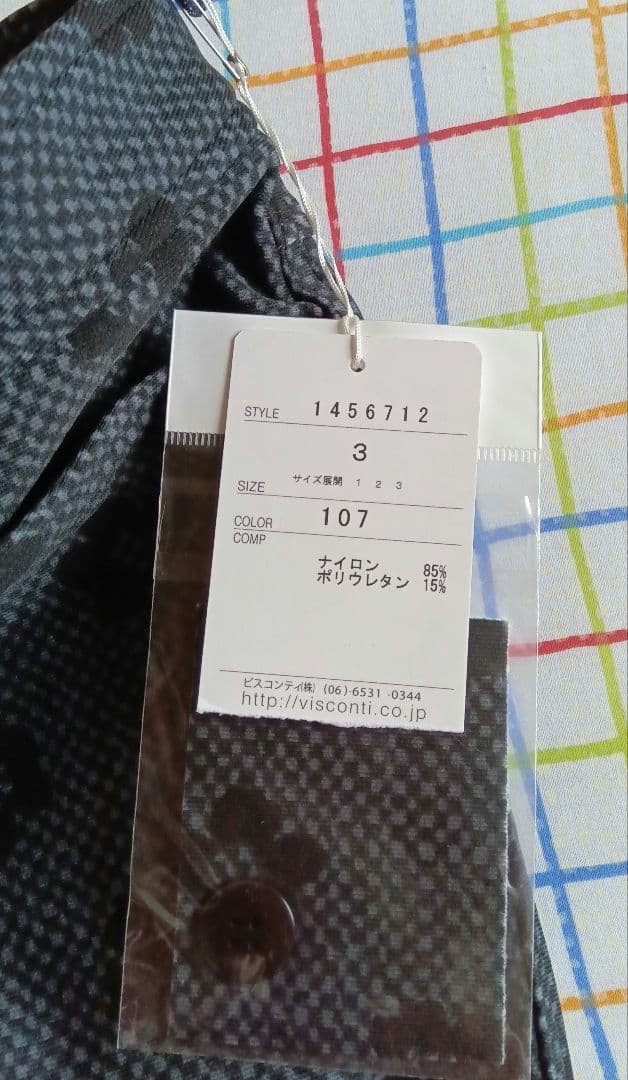 STYLE 1456712
3
SIZE サイズ展開 1 2 3
COLOR 107
COMP
ナイロン 85%
ポリウレタン 15%
ビスコンティ(株) (06)-6531-0344
http://visconti.co.jp